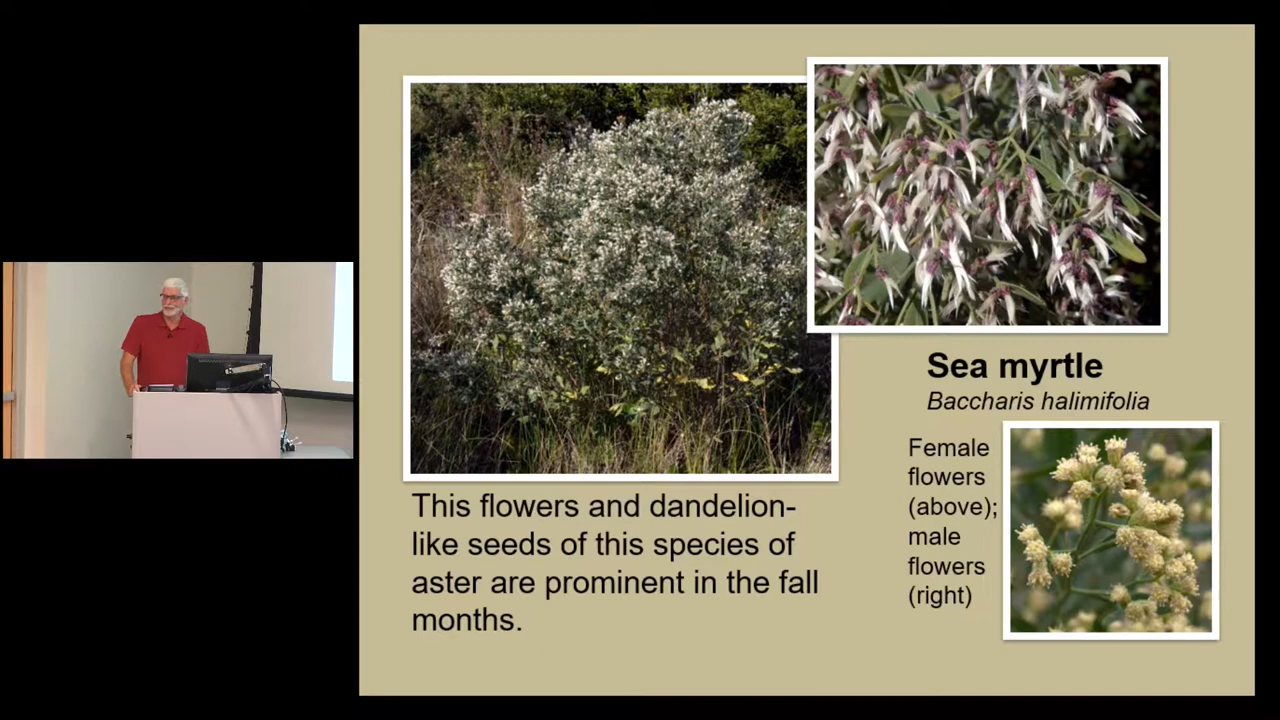 Sea myrtle
Baccharis halimifolia
Female
flowers
(above);
male
flowers
(right)
This flowers and dandelion-
like seeds of this species of
aster are prominent in the fall
months.